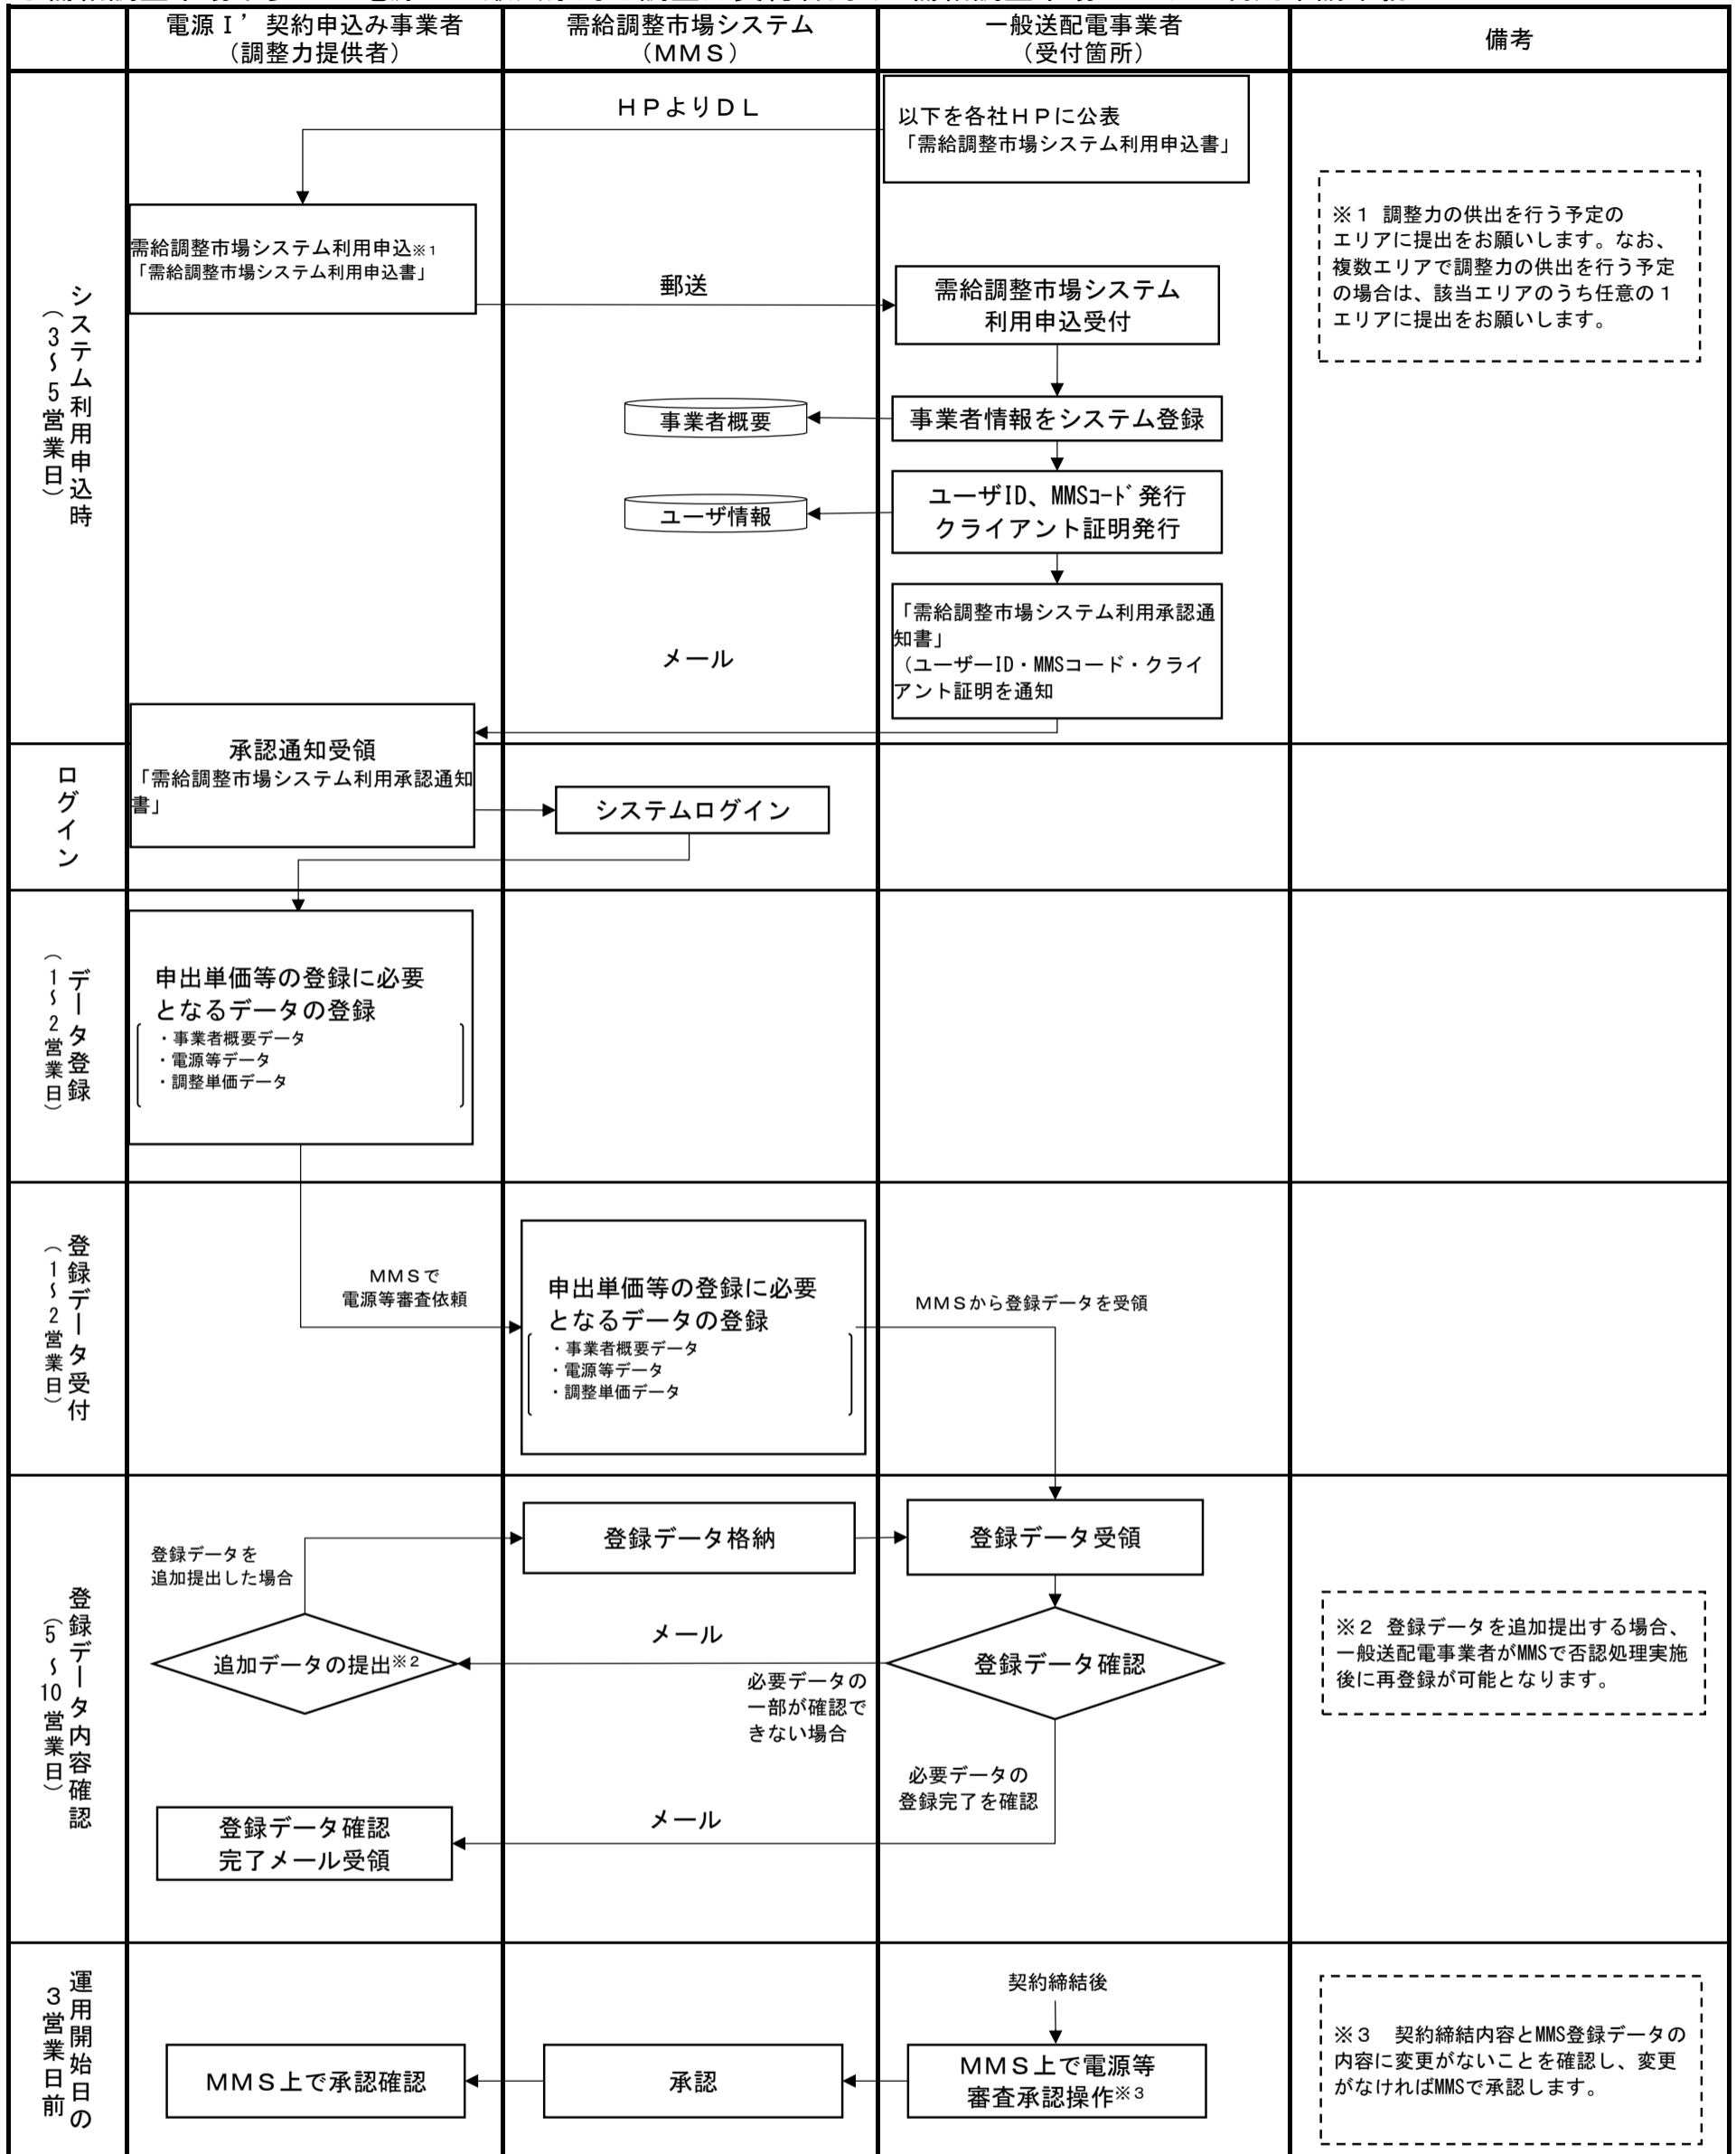 電源Ⅰ’契約申込み事業者
（調整力提供者）
需給調整市場システム
（ＭＭＳ）
一般送配電事業者
（受付箇所）
備考
システム利用申込時
（３～５営業日）
ＨＰよりＤＬ
以下を各社ＨＰに公表
「需給調整市場システム利用申込書」
需給調整市場システム利用申込※１
「需給調整市場システム利用申込書」
郵送
需給調整市場システム
利用申込受付
※１ 調整力の供出を行う予定の
エリアに提出をお願いします。なお、
複数エリアで調整力の供出を行う予定
の場合は、該当エリアのうち任意の１
エリアに提出をお願いします。
事業者概要
事業者情報をシステム登録
ユーザ情報
ユーザID、MMSｺｰﾄﾞ発行
クライアント証明発行
メール
「需給調整市場システム利用承認通
知書」
（ユーザーID・MMSコード・クライ
アント証明を通知
承認通知受領
「需給調整市場システム利用承認通知
書」
ログイン
システムログイン
データ登録
（１～２営業日）
申出単価等の登録に必要
となるデータの登録
・事業者概要データ
・電源等データ
・調整単価データ
登録データ受付
（１～２営業日）
ＭＭＳで
電源等審査依頼
申出単価等の登録に必要
となるデータの登録
・事業者概要データ
・電源等データ
・調整単価データ
ＭＭＳから登録データを受領
登録データ内容確認
（５～10営業日）
登録データを
追加提出した場合
登録データ格納
登録データ受領
追加データの提出※２
メール
必要データの
一部が確認で
きない場合
登録データ確認
※２ 登録データを追加提出する場合、
一般送配電事業者がMMSで否認処理実施
後に再登録が可能となります。
必要データの
登録完了を確認
メール
登録データ確認
完了メール受領
運用開始日の
３営業日前
契約締結後
ＭＭＳ上で承認確認
承認
ＭＭＳ上で電源等
審査承認操作※３
※３　契約締結内容とMMS登録データの
内容に変更がないことを確認し、変更
がなければMMSで承認します。